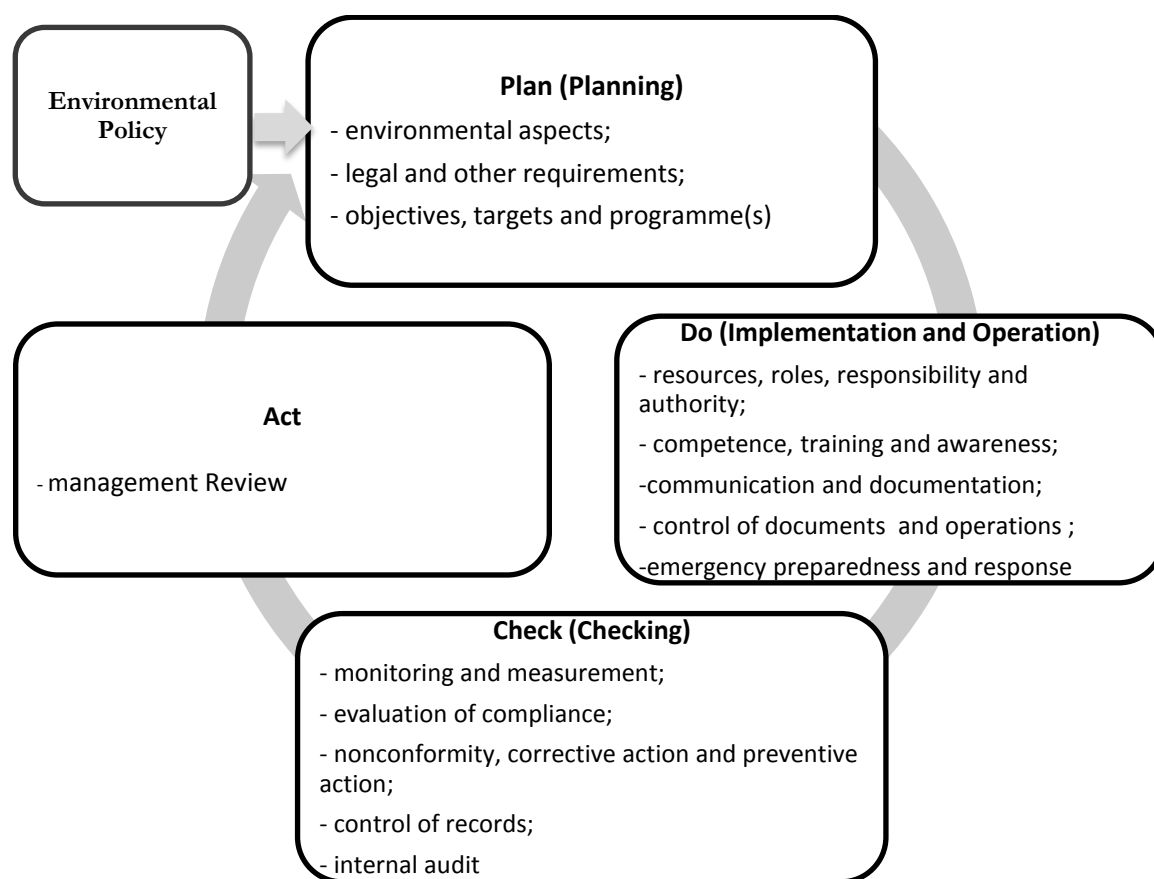 Environmental
Policy
Plan (Planning)
- environmental aspects;
- legal and other requirements;
- objectives, targets and programme(s)
Do (Implementation and Operation)
- resources, roles, responsibility and
authority;
- competence, training and awareness;
-communication and documentation;
- control of documents  and operations ;
-emergency preparedness and response
Check (Checking)
- monitoring and measurement;
- evaluation of compliance;
- nonconformity, corrective action and preventive
action;
- control of records;
- internal audit
Act
- management Review